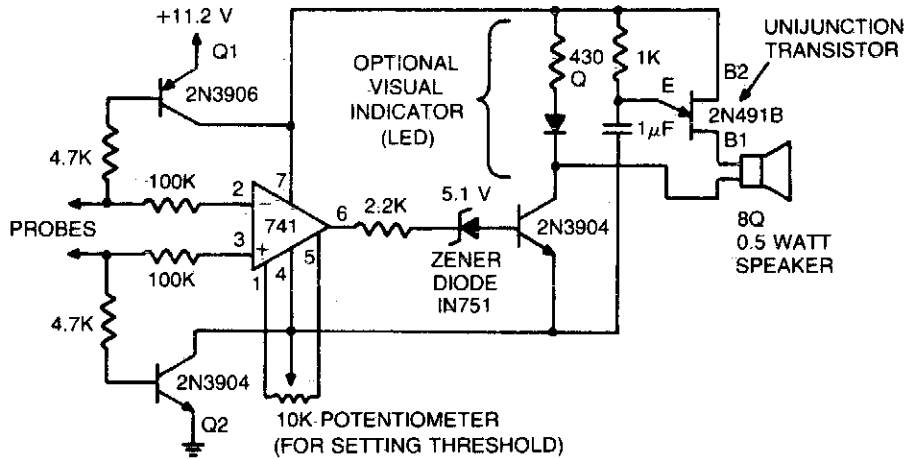 +11.2 V
Q1
2N3906
4.7K
100K
PROBES
100K
4.7K
2N3904
Q2
2
3
7
741
6
1
4
5
2.2K
5.1 V
ZENER
DIODE
IN751
2N3904
10K POTENTIOMETER
(FOR SETTING THRESHOLD)
OPTIONAL
VISUAL
INDICATOR
(LED)
430
Q
1K
E
1µF
UNIJUNCTION
TRANSISTOR
B2
2N491B
B1
8Q
0.5 WATT
SPEAKER